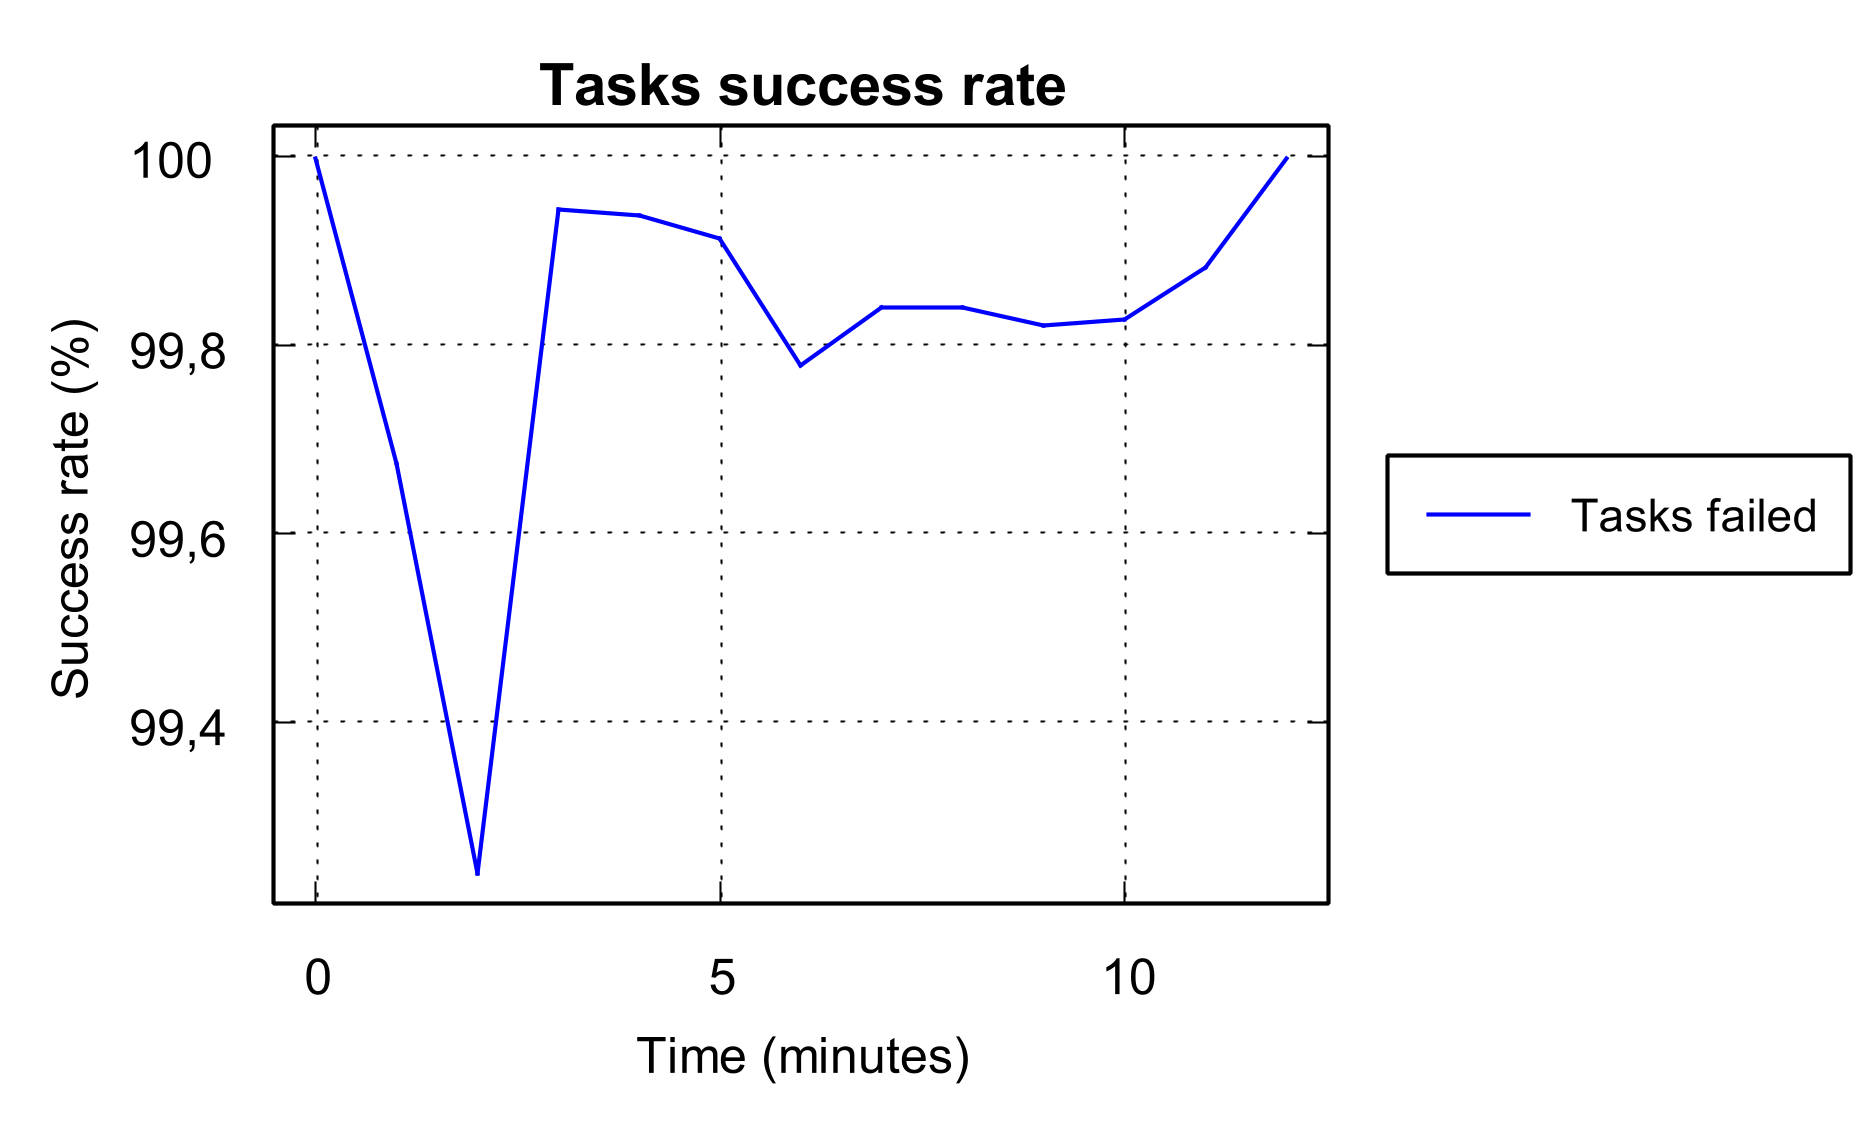 Tasks success rate
100
99,8
99,6
99,4
Success rate (%)
0 5 10
Time (minutes)
Tasks failed